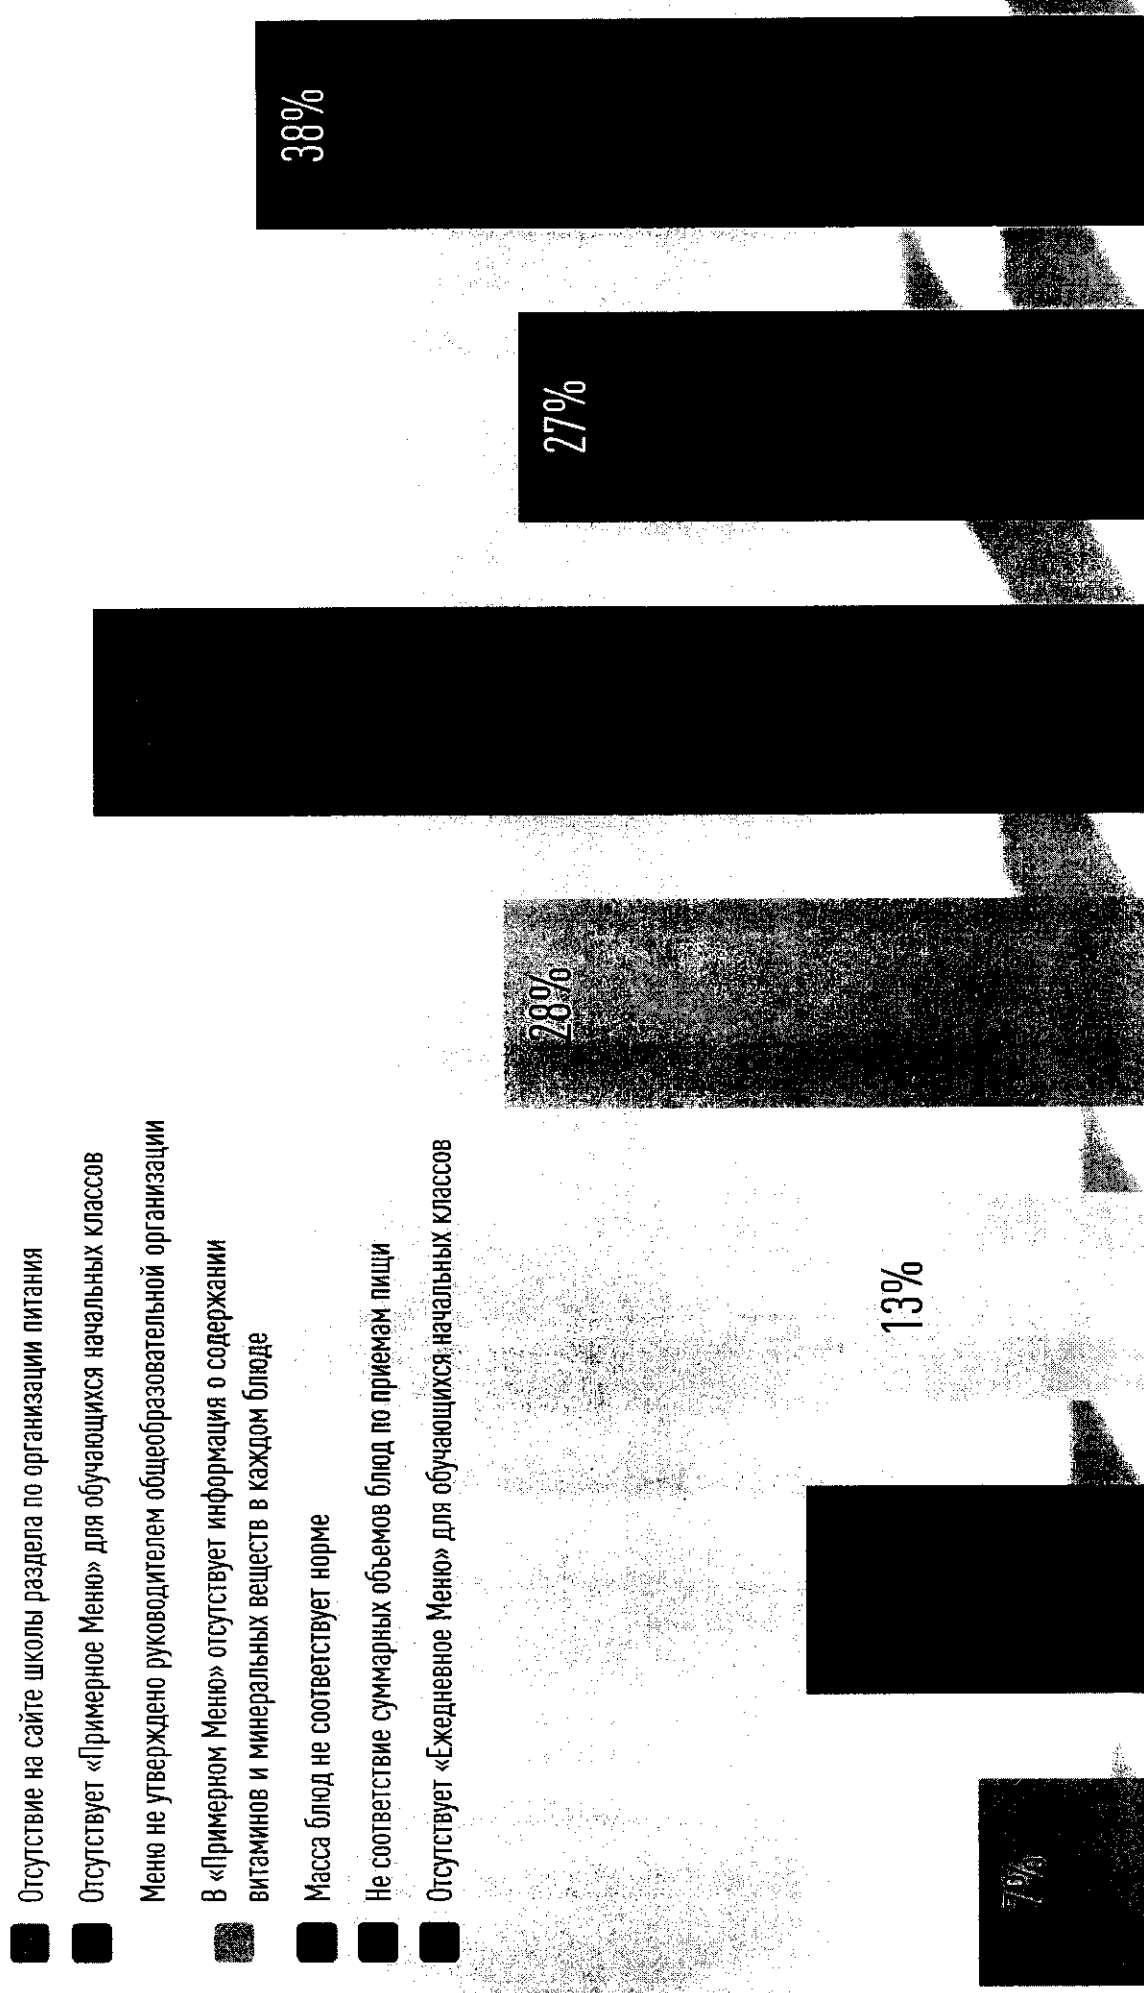 Отсутствие на сайте школы раздела по организации питания
Отсутствует «Примерное Меню» для обучающихся начальных классов
Меню не утверждено руководителем общеобразовательной организации
В «Примерном Меню» отсутствует информация о содержании
витаминов и минеральных веществ в каждом блюде
Масса блюд не соответствует норме
Не соответствие суммарных объемов блюд по приемам пищи
Отсутствует «Ежедневное Меню» для обучающихся начальных классов
7%
13%
28%
27%
38%